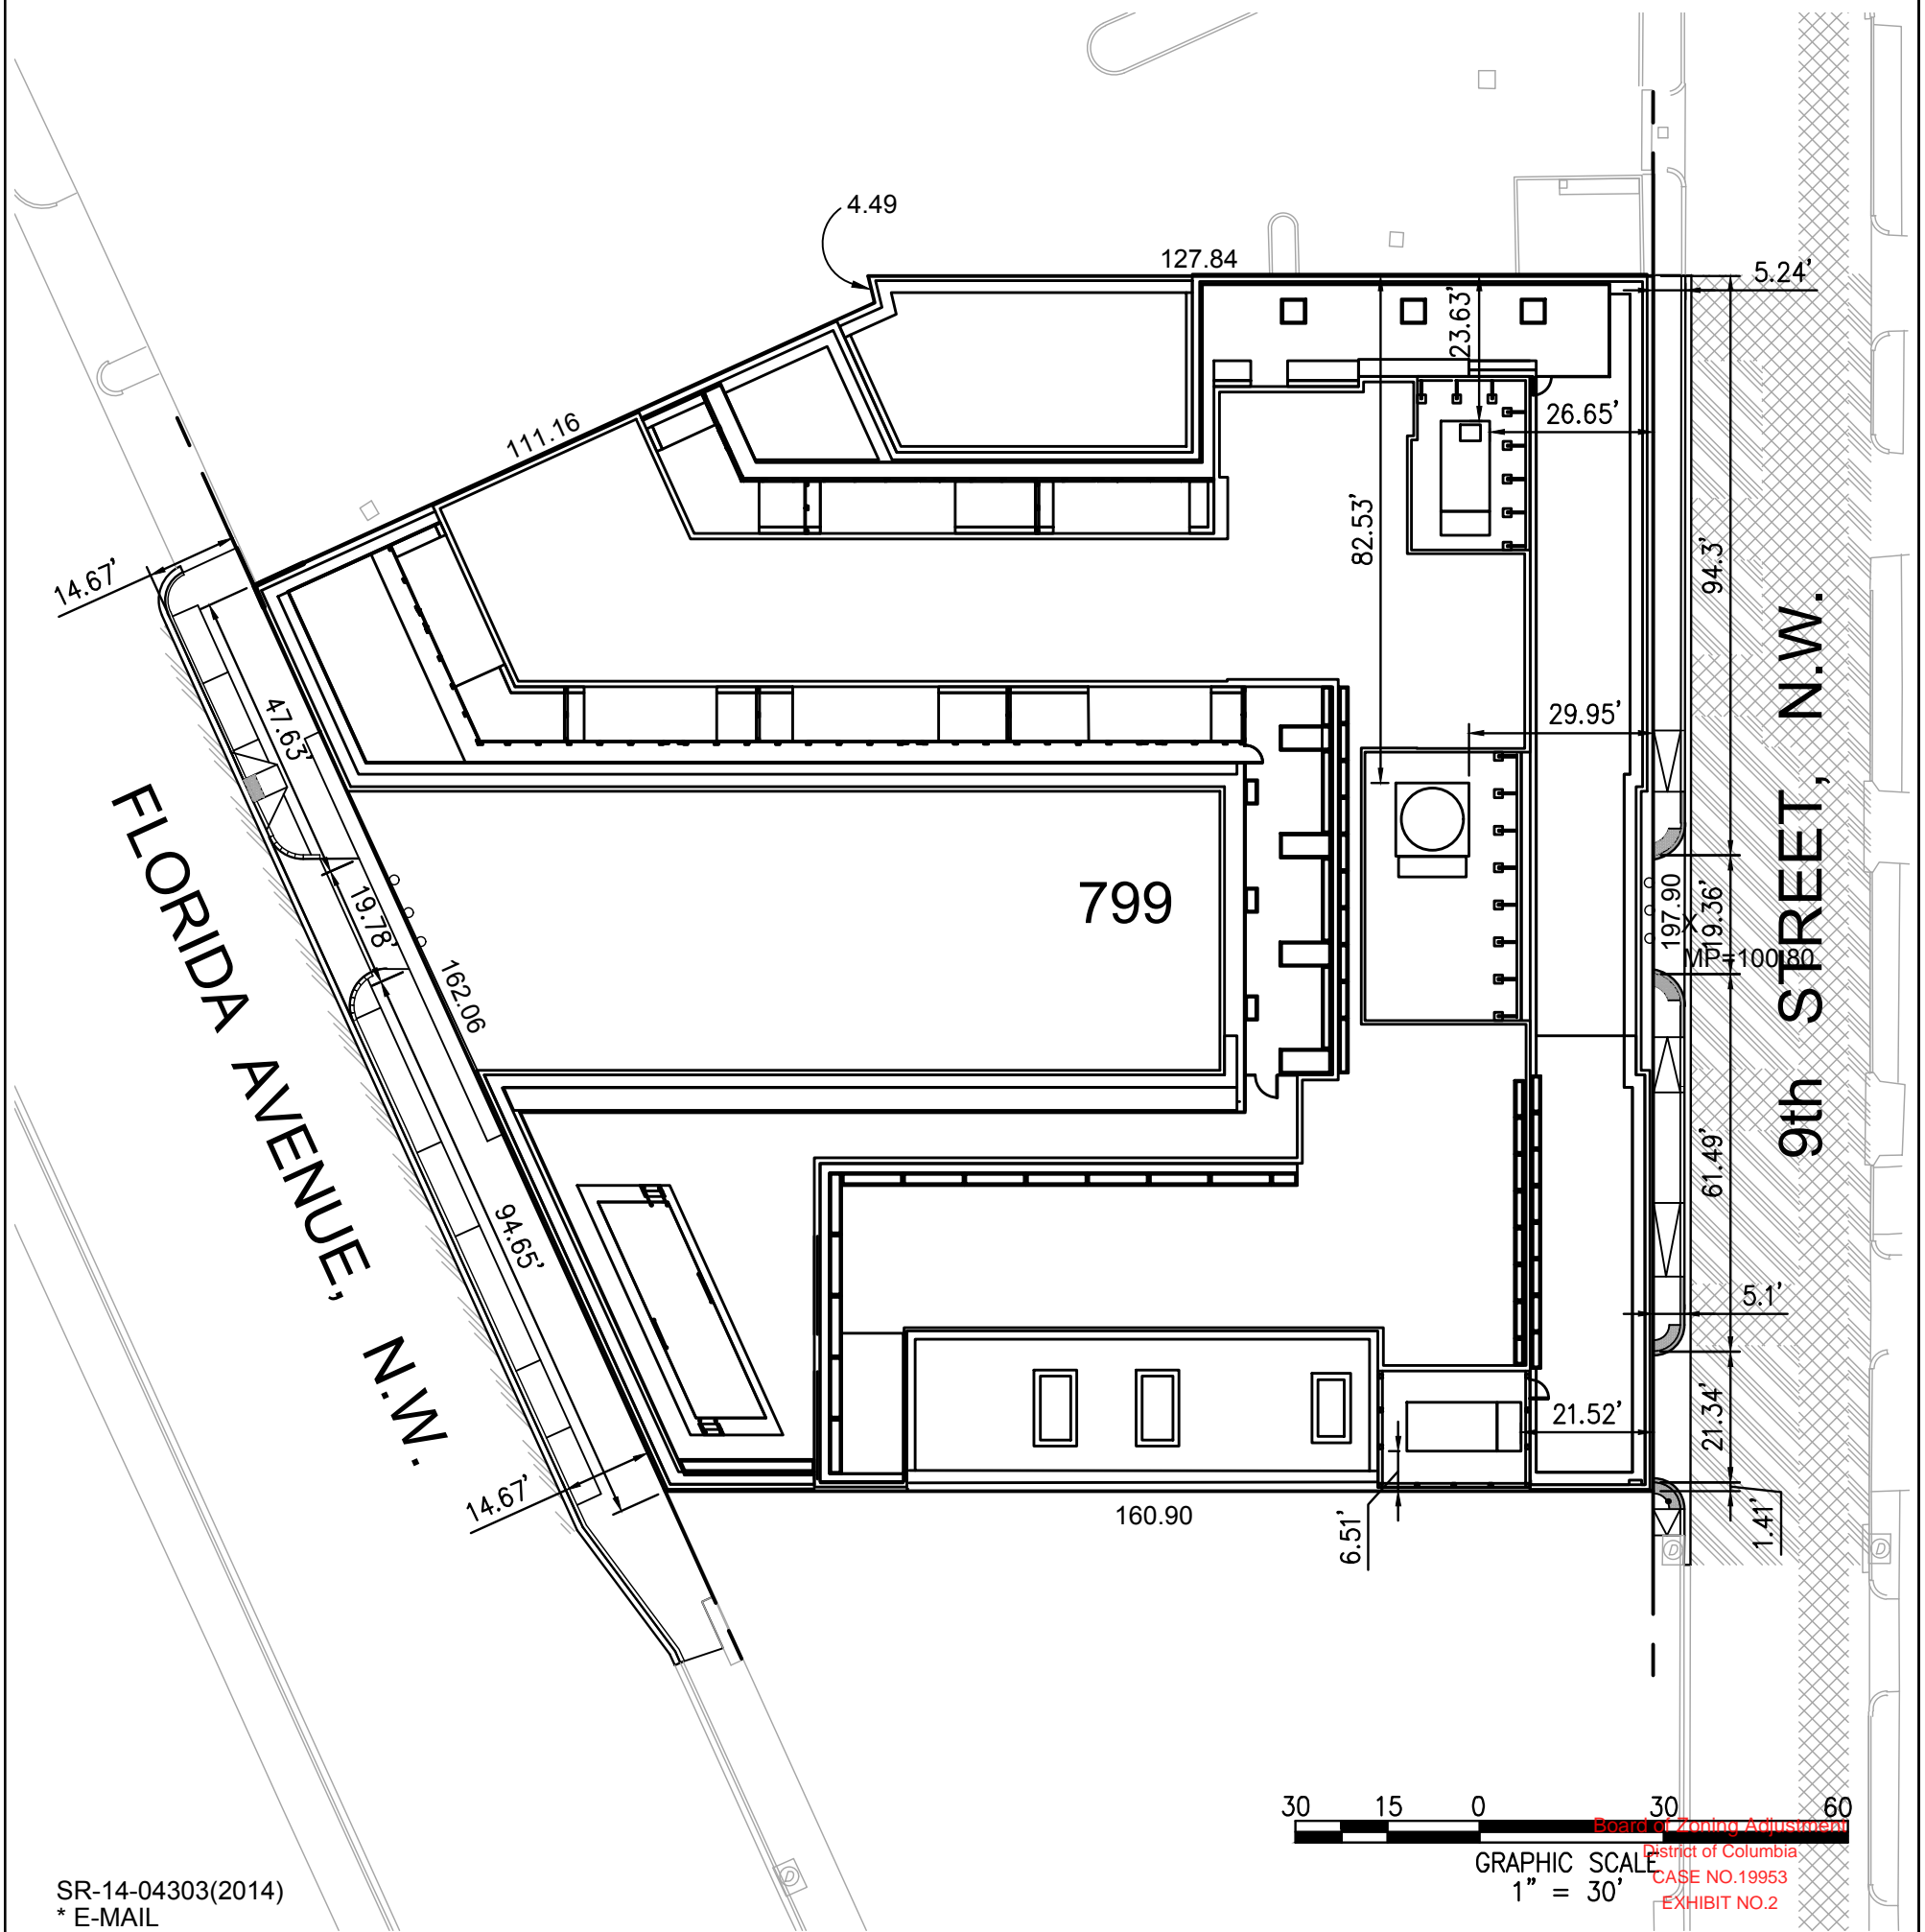 4.49
127.84
5.24'
23.63'
111.16
26.65'
82.53'
94.3'
14.67'
47.63'
29.95'
FLORIDA AVENUE, N.W.
799
19.78'
162.06
197.90
19.36'
X
MP=100.80
9th STREET, N.W.
61.49'
94.65'
5.1'
21.52'
21.34'
14.67'
160.90
6.51'
1.41'
D
D
D
30 15 0 30 60
GRAPHIC SCALE
1" = 30'
Board of Zoning Adjustment
District of Columbia
CASE NO.19953
EXHIBIT NO.2
SR-14-04303(2014)
* E-MAIL